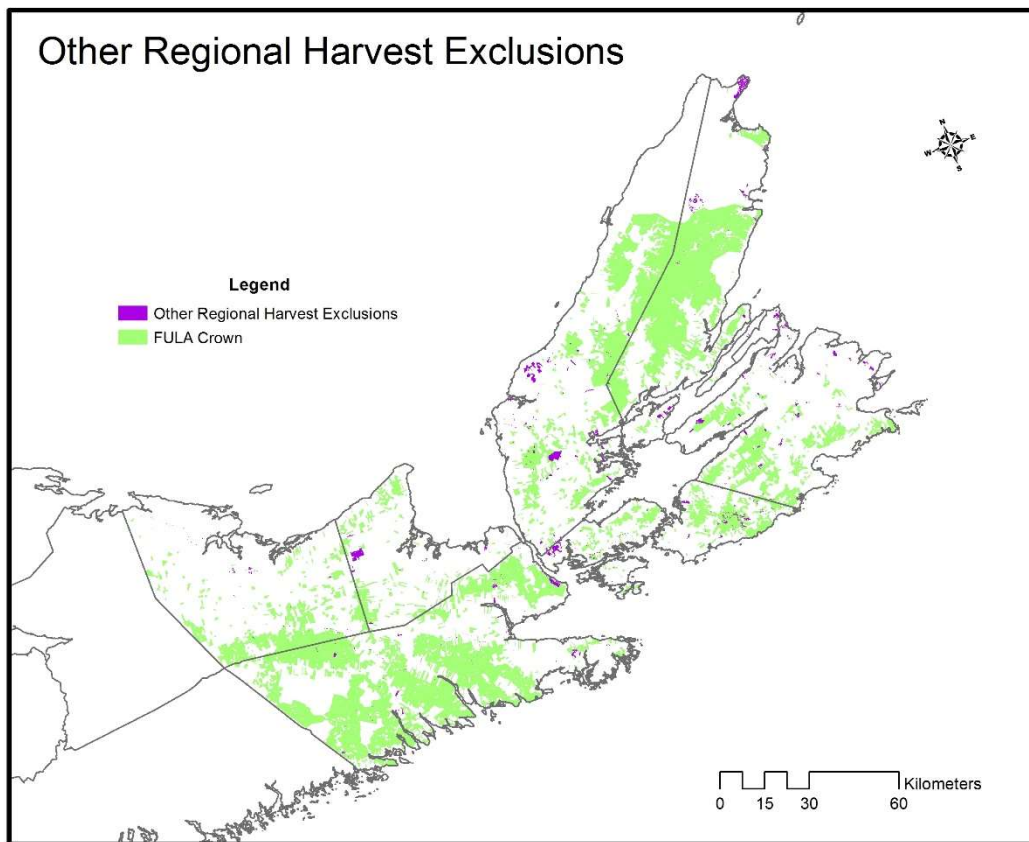 Other Regional Harvest Exclusions
N
E
W
S
Legend
Other Regional Harvest Exclusions
FULA Crown
Kilometers
0 15 30 60